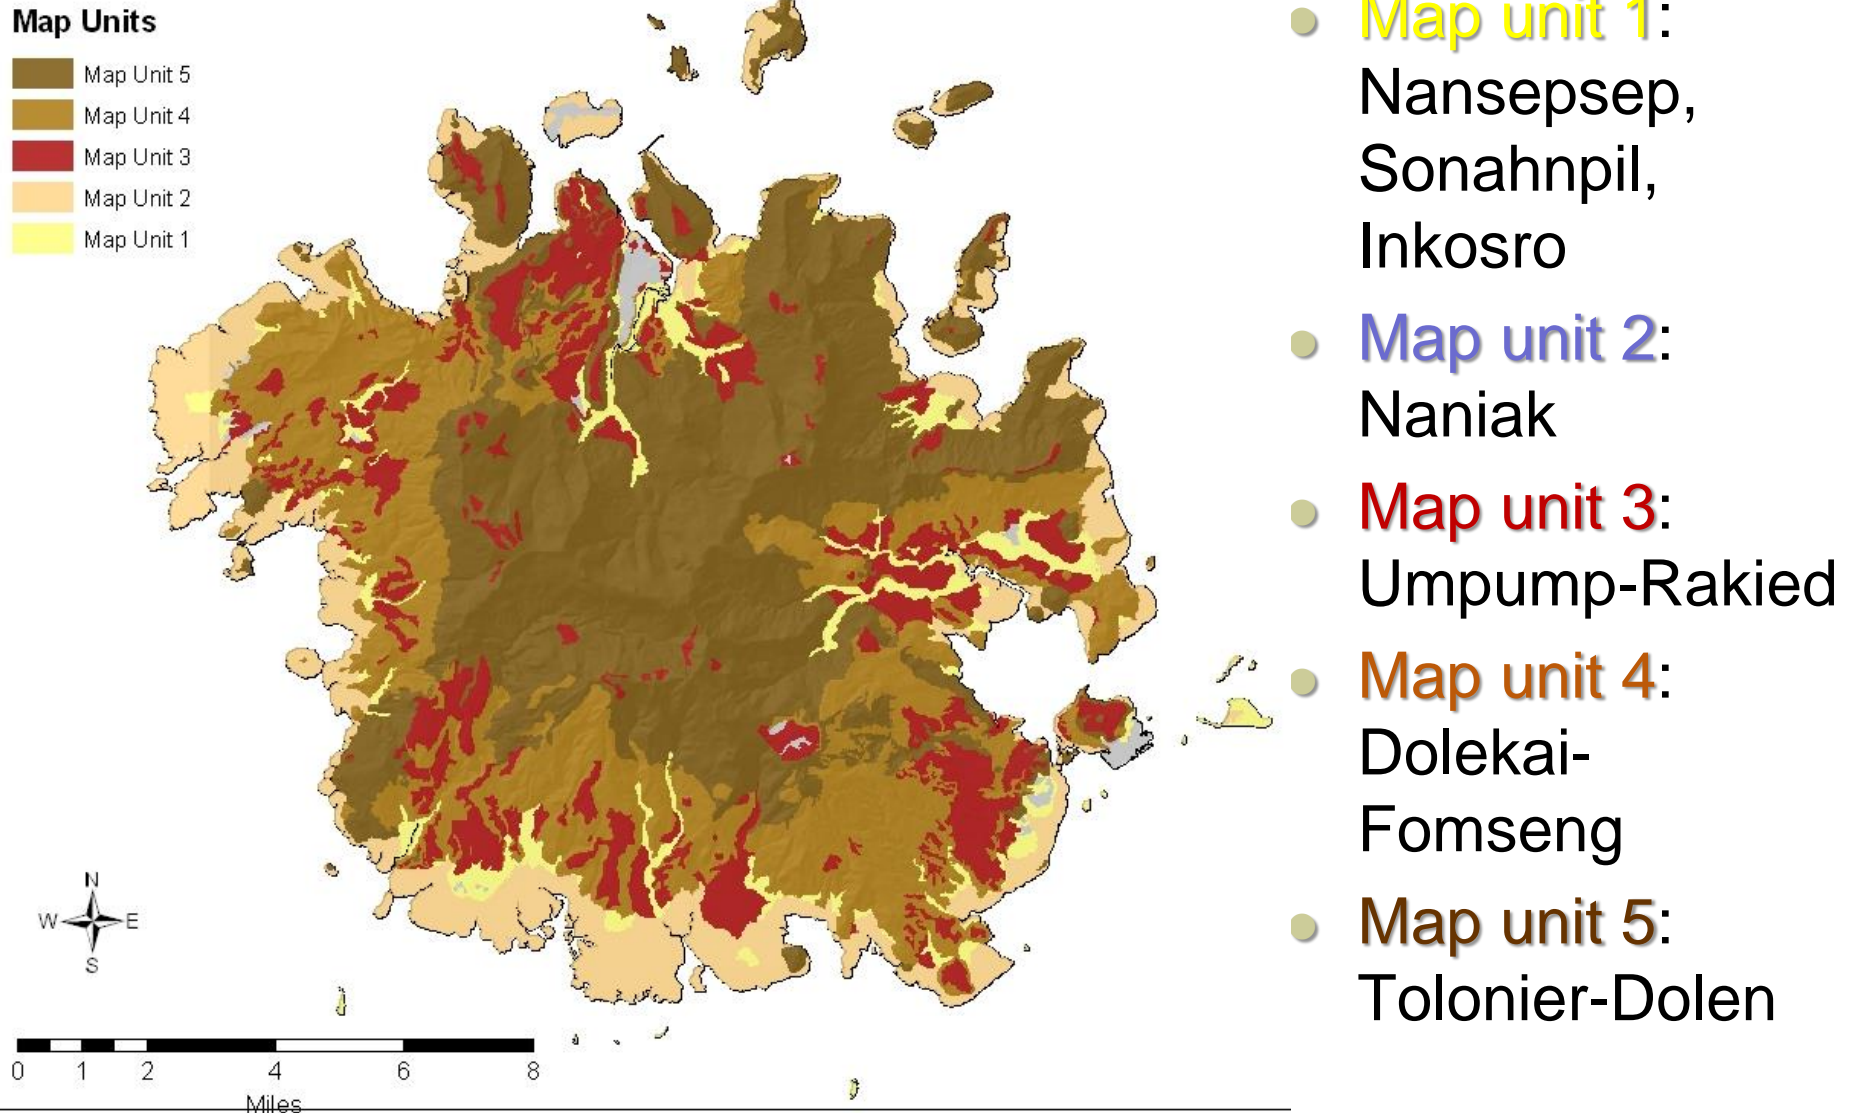 Map Units
Map Unit 5
Map Unit 4
Map Unit 3
Map Unit 2
Map Unit 1
N
W E
S
0 1 2 4 6 8
Miles
Map unit 1:
Nansepsep,
Sonahnpil,
Inkosro
Map unit 2:
Naniak
Map unit 3:
Umpump-Rakied
Map unit 4:
Dolekai-
Fomseng
Map unit 5:
Tolonier-Dolen